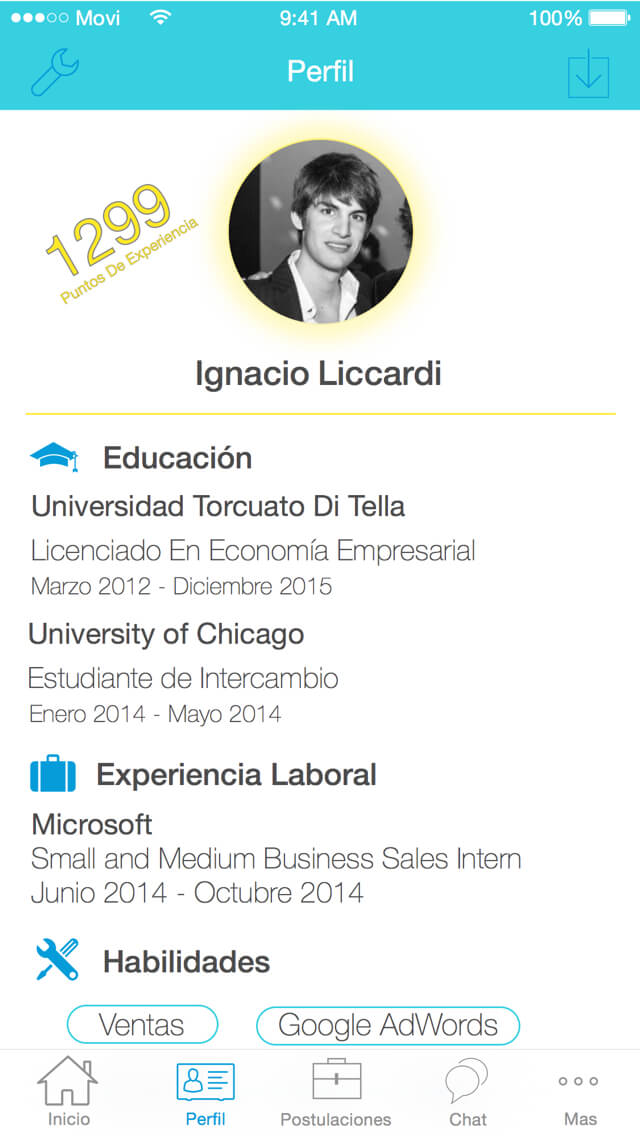 Movi 9:41 AM 100%
Perfil
1299
Puntos De Experiencia
Ignacio Liccardi
Educación
Universidad Torcuato Di Tella
Licenciado En Economía Empresarial
Marzo 2012 - Diciembre 2015
University of Chicago
Estudiante de Intercambio
Enero 2014 - Mayo 2014
Experiencia Laboral
Microsoft
Small and Medium Business Sales Intern
Junio 2014 - Octubre 2014
Habilidades
Ventas Google AdWords
Inicio Perfil Postulaciones Chat Mas